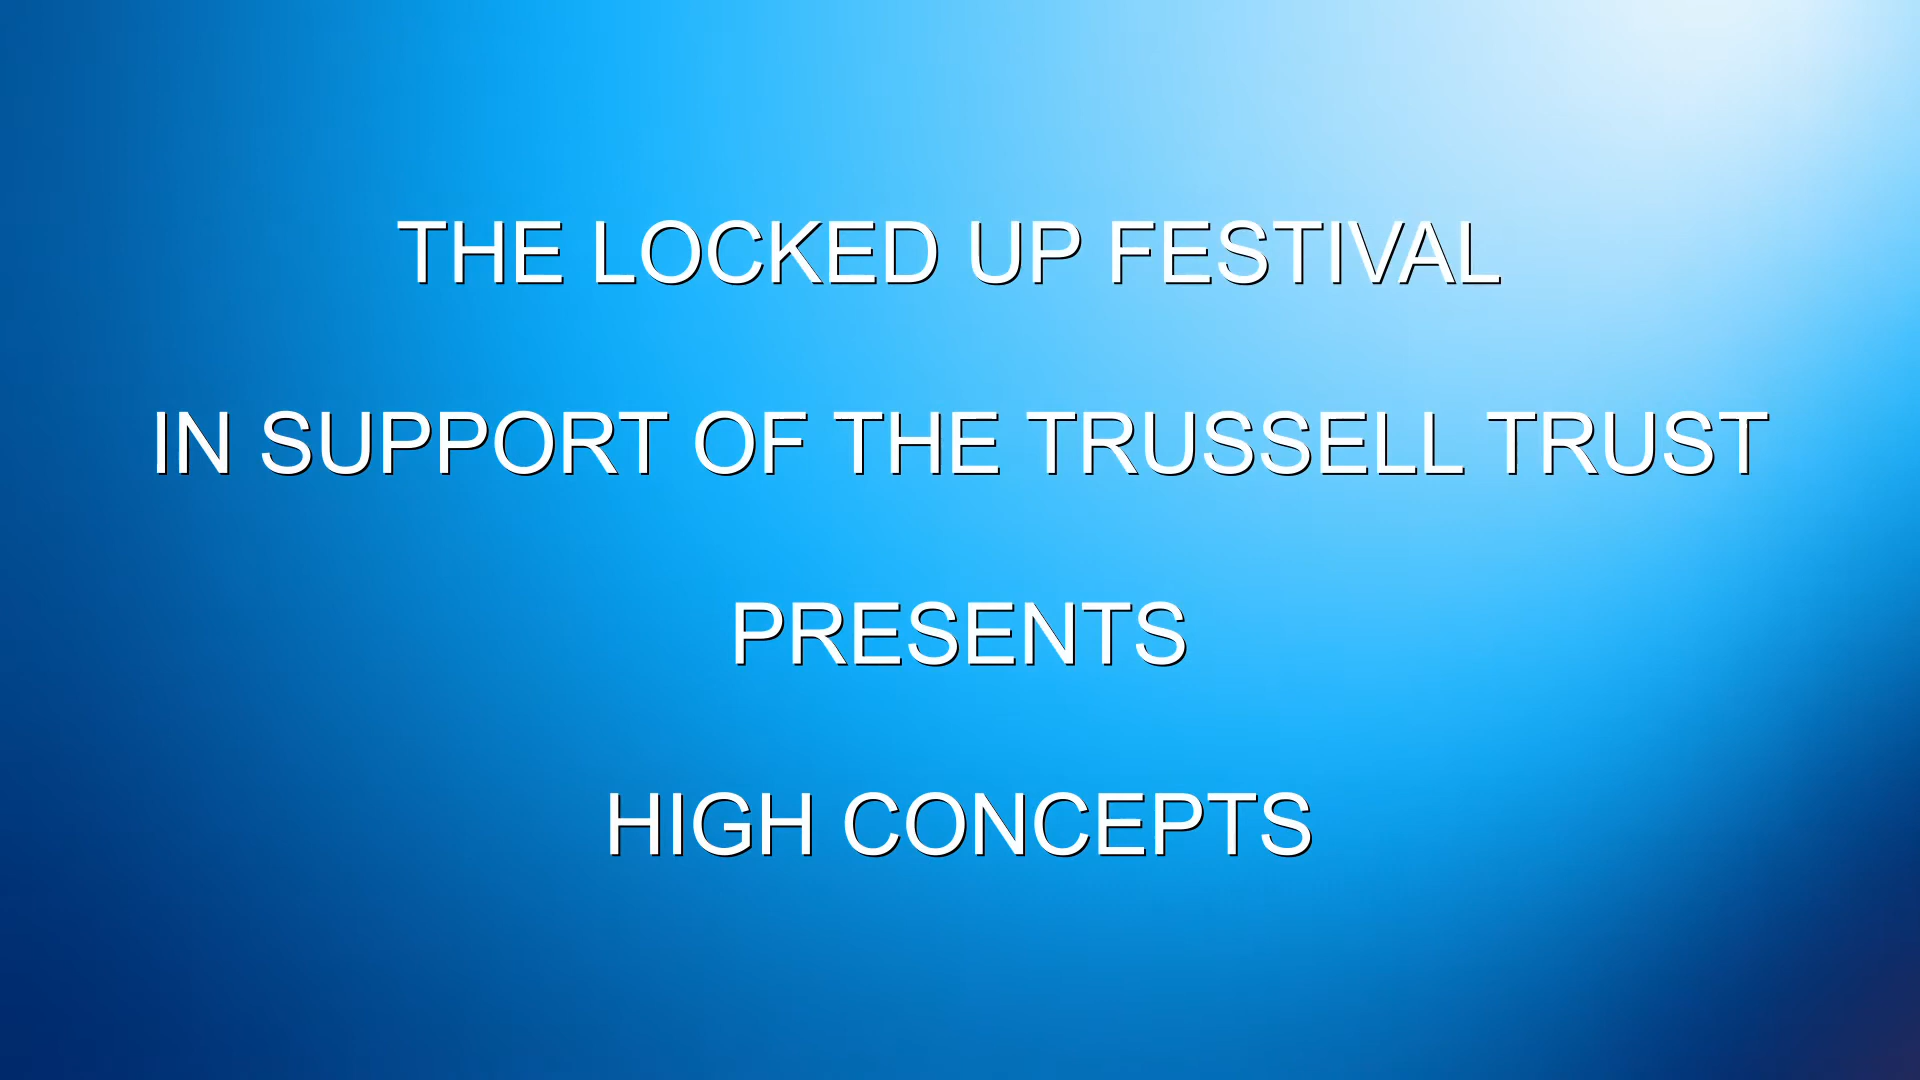 THE LOCKED UP FESTIVAL
IN SUPPORT OF THE TRUSSELL TRUST
PRESENTS
HIGH CONCEPTS